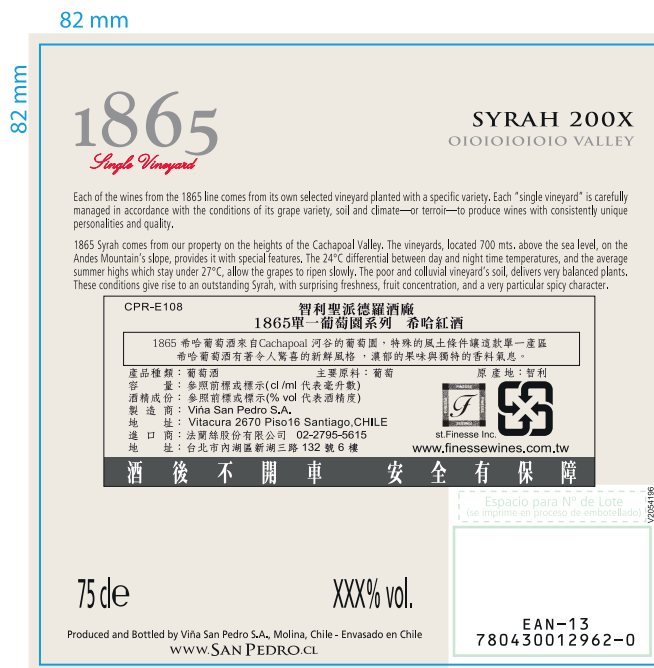 82 mm
82 mm
1865
Single Vineyard
SYRAH 200X
OIOIOIOIOIO VALLEY
Each of the wines from the 1865 line comes from its own selected vineyard planted with a specific variety. Each "single vineyard" is carefully
managed in accordance with the conditions of its grape variety, soil and climate—or terroir—to produce wines with consistently unique
personalities and quality.
1865 Syrah comes from our property on the heights of the Cachapoal Valley. The vineyards, located 700 mts. above the sea level, on the
Andes Mountain's slope, provides it with special features. The 24°C differential between day and night time temperatures, and the average
summer highs which stay under 27°C, allow the grapes to ripen slowly. The poor and colluvial vineyard's soil, delivers very balanced plants.
These conditions give rise to an outstanding Syrah, with surprising freshness, fruit concentration, and a very particular spicy character.
CPR-E108
智利聖派德羅酒廠
1865單一葡萄園系列 希哈紅酒
1865 希哈葡萄酒來自Cachapoal 河谷的葡萄園，特殊的風土條件讓這款單一產區
希哈葡萄酒有著令人驚喜的新鮮風格，濃郁的果味與獨特的香料氣息。
產品種類：葡萄酒 主要原料：葡萄 原產地：智利
容 量：參照前標或標示(cl /ml 代表毫升數)
酒精成份：參照前標或標示(% vol 代表酒精度)
製 造 商：Viña San Pedro S.A.
地 址：Vitacura 2670 Piso16 Santiago,CHILE
進 口 商：法蘭絲股份有限公司 02-2795-5615
地 址：台北市內湖區新湖三路 132 號 6 樓
FINESSE
F
st.Finesse Inc.
www.finessewines.com.tw
酒後不開車 安全有保障
Espacio para Nº de Lote
(se imprime en proceso de embotellado)
V2054196
75 cle
XXX% vol.
Produced and Bottled by Viña San Pedro S.A., Molina, Chile - Envasado en Chile
WWW.SAN PEDRO.CL
EAN-13
780430012962-0